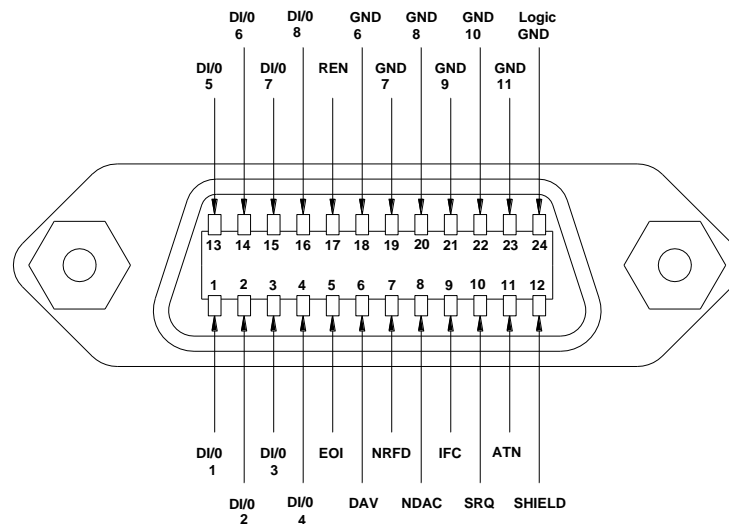 DI/0 DI/0 GND GND GND Logic
6 8 6 8 10 GND
DI/0 DI/0 REN GND GND GND
5 7 7 9 11
13 14 15 16 17 18 19 20 21 22 23 24
1 2 3 4 5 6 7 8 9 10 11 12
DI/0 DI/0 EOI NRFD IFC ATN
1 3
DI/0 DI/0 DAV NDAC SRQ SHIELD
2 4